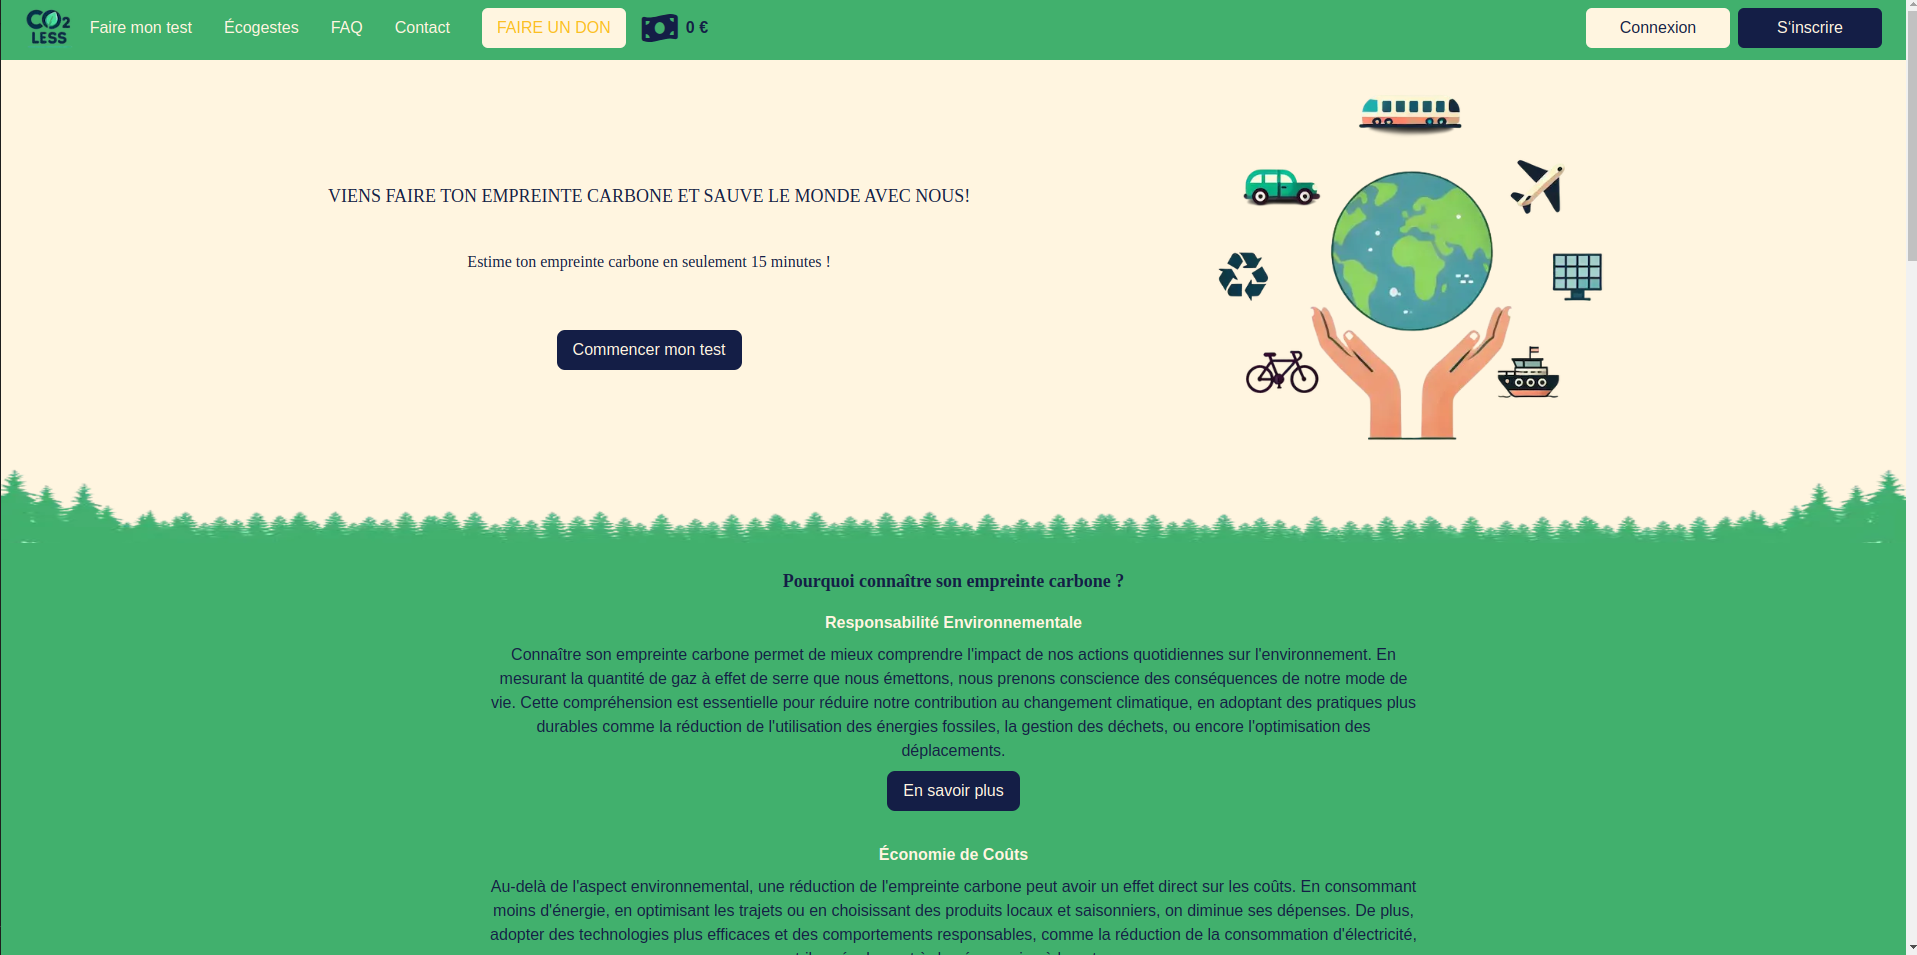 CO2
LESS
Faire mon test
Écogestes
FAQ
Contact
FAIRE UN DON
0 €
Connexion
S'inscrire
VIENS FAIRE TON EMPREINTE CARBONE ET SAUVE LE MONDE AVEC NOUS!
Estime ton empreinte carbone en seulement 15 minutes !
Commencer mon test
Pourquoi connaître son empreinte carbone ?
Responsabilité Environnementale
Connaître son empreinte carbone permet de mieux comprendre l'impact de nos actions quotidiennes sur l'environnement. En
mesurant la quantité de gaz à effet de serre que nous émettons, nous prenons conscience des conséquences de notre mode de
vie. Cette compréhension est essentielle pour réduire notre contribution au changement climatique, en adoptant des pratiques plus
durables comme la réduction de l'utilisation des énergies fossiles, la gestion des déchets, ou encore l'optimisation des
déplacements.
En savoir plus
Économie de Coûts
Au-delà de l'aspect environnemental, une réduction de l'empreinte carbone peut avoir un effet direct sur les coûts. En consommant
moins d'énergie, en optimisant les trajets ou en choisissant des produits locaux et saisonniers, on diminue ses dépenses. De plus,
adopter des technologies plus efficaces et des comportements responsables, comme la réduction de la consommation d'électricité,